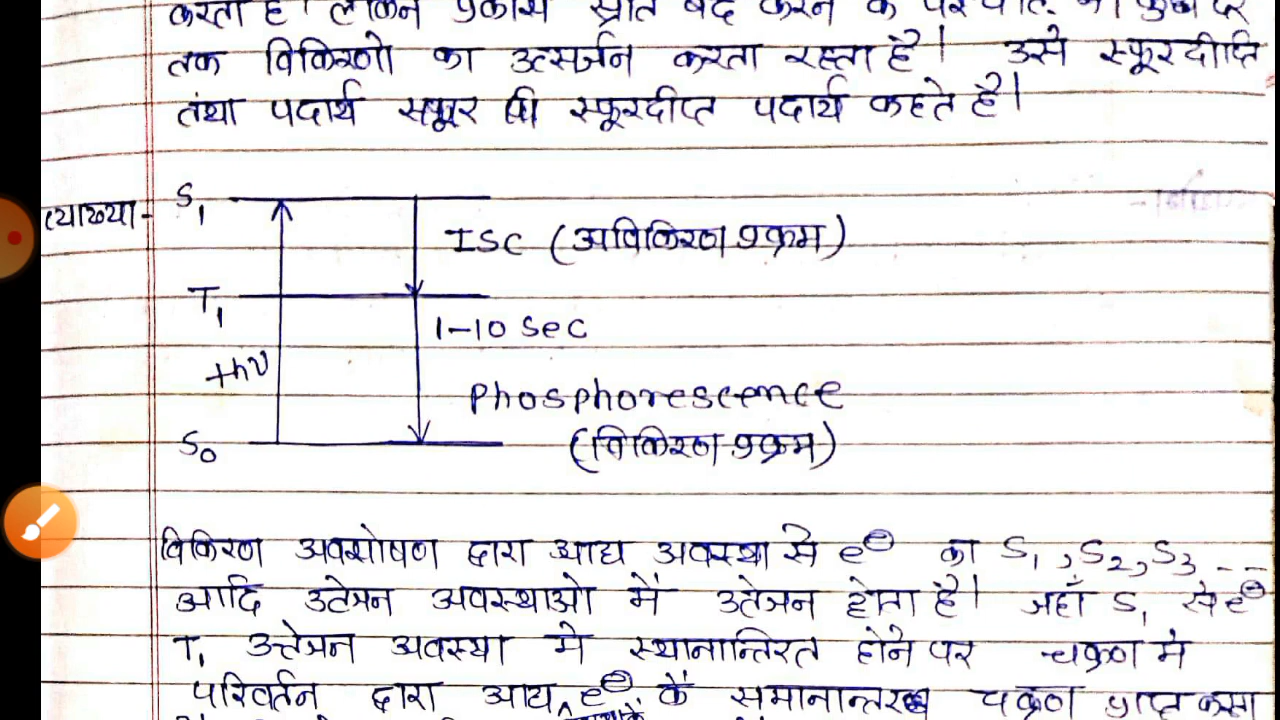 करता है। लेकिन प्रकाश स्रोत बंद करने के पश्चात् भी कुछ देर
तक विकिरणो का उत्सर्जन करता रहता है। उसे स्फूरदीप्ति
तथा पदार्थ स्फूरदीप्त पदार्थ कहते है।
व्याख्या-
S1
ISC (अविकिरण प्रक्रम)
T1
1-10 sec
+hν
Phosphorescence
S0
(विकिरण प्रक्रम)
विकिरण अवशोषण द्वारा आद्य अवस्था से e⊖ का S1, S2, S3 --
आदि उतेजन अवस्थाओ में उतेजन होता है। जहाँ S1 से e⊖
T1 उत्तेजन अवस्था मे स्थानान्तिरत होने पर चक्रण मे
परिवर्तन द्वारा आद्य e⊖ के समानान्तर चक्रण प्राप्त करता